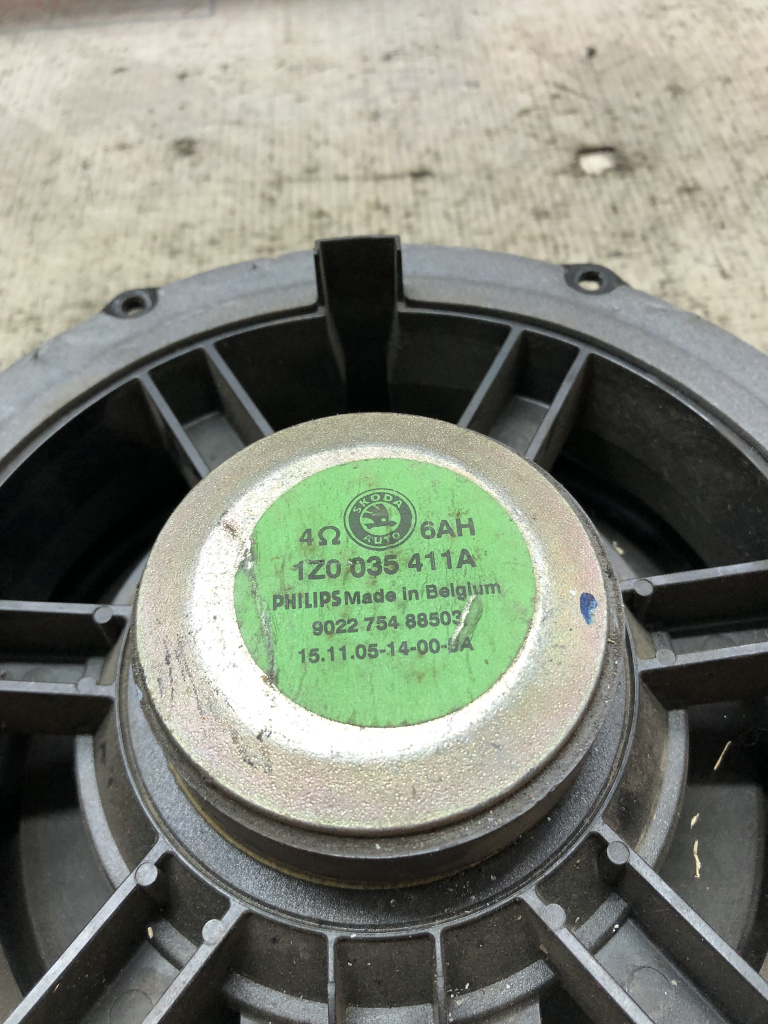 SKODA
AUTO
4Ω 6AH
1Z0 035 411A
PHILIPS Made in Belgium
9022 754 88503
15.11.05-14-00-